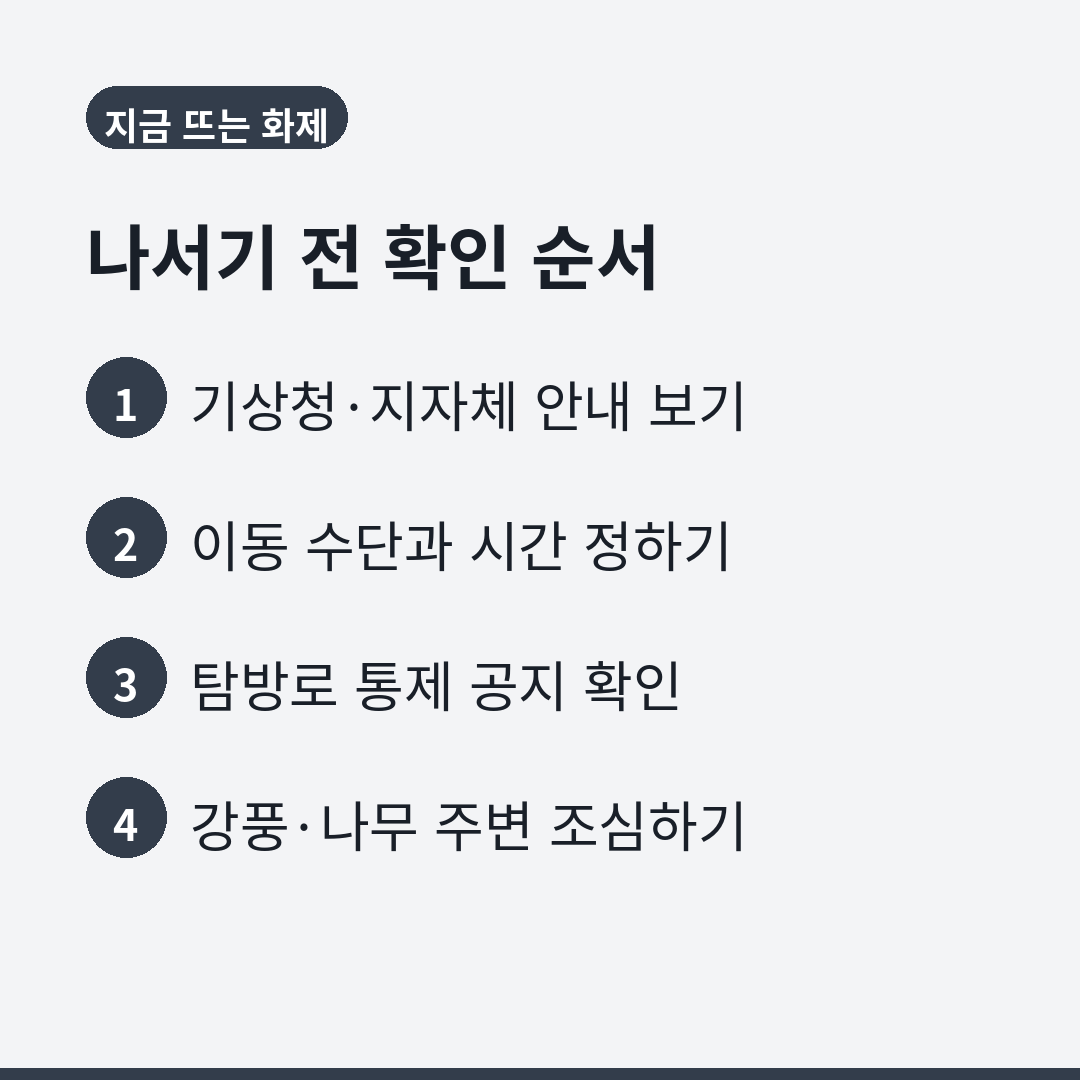 지금 뜨는 화제
나서기 전 확인 순서
1 기상청·지자체 안내 보기
2 이동 수단과 시간 정하기
3 탐방로 통제 공지 확인
4 강풍·나무 주변 조심하기